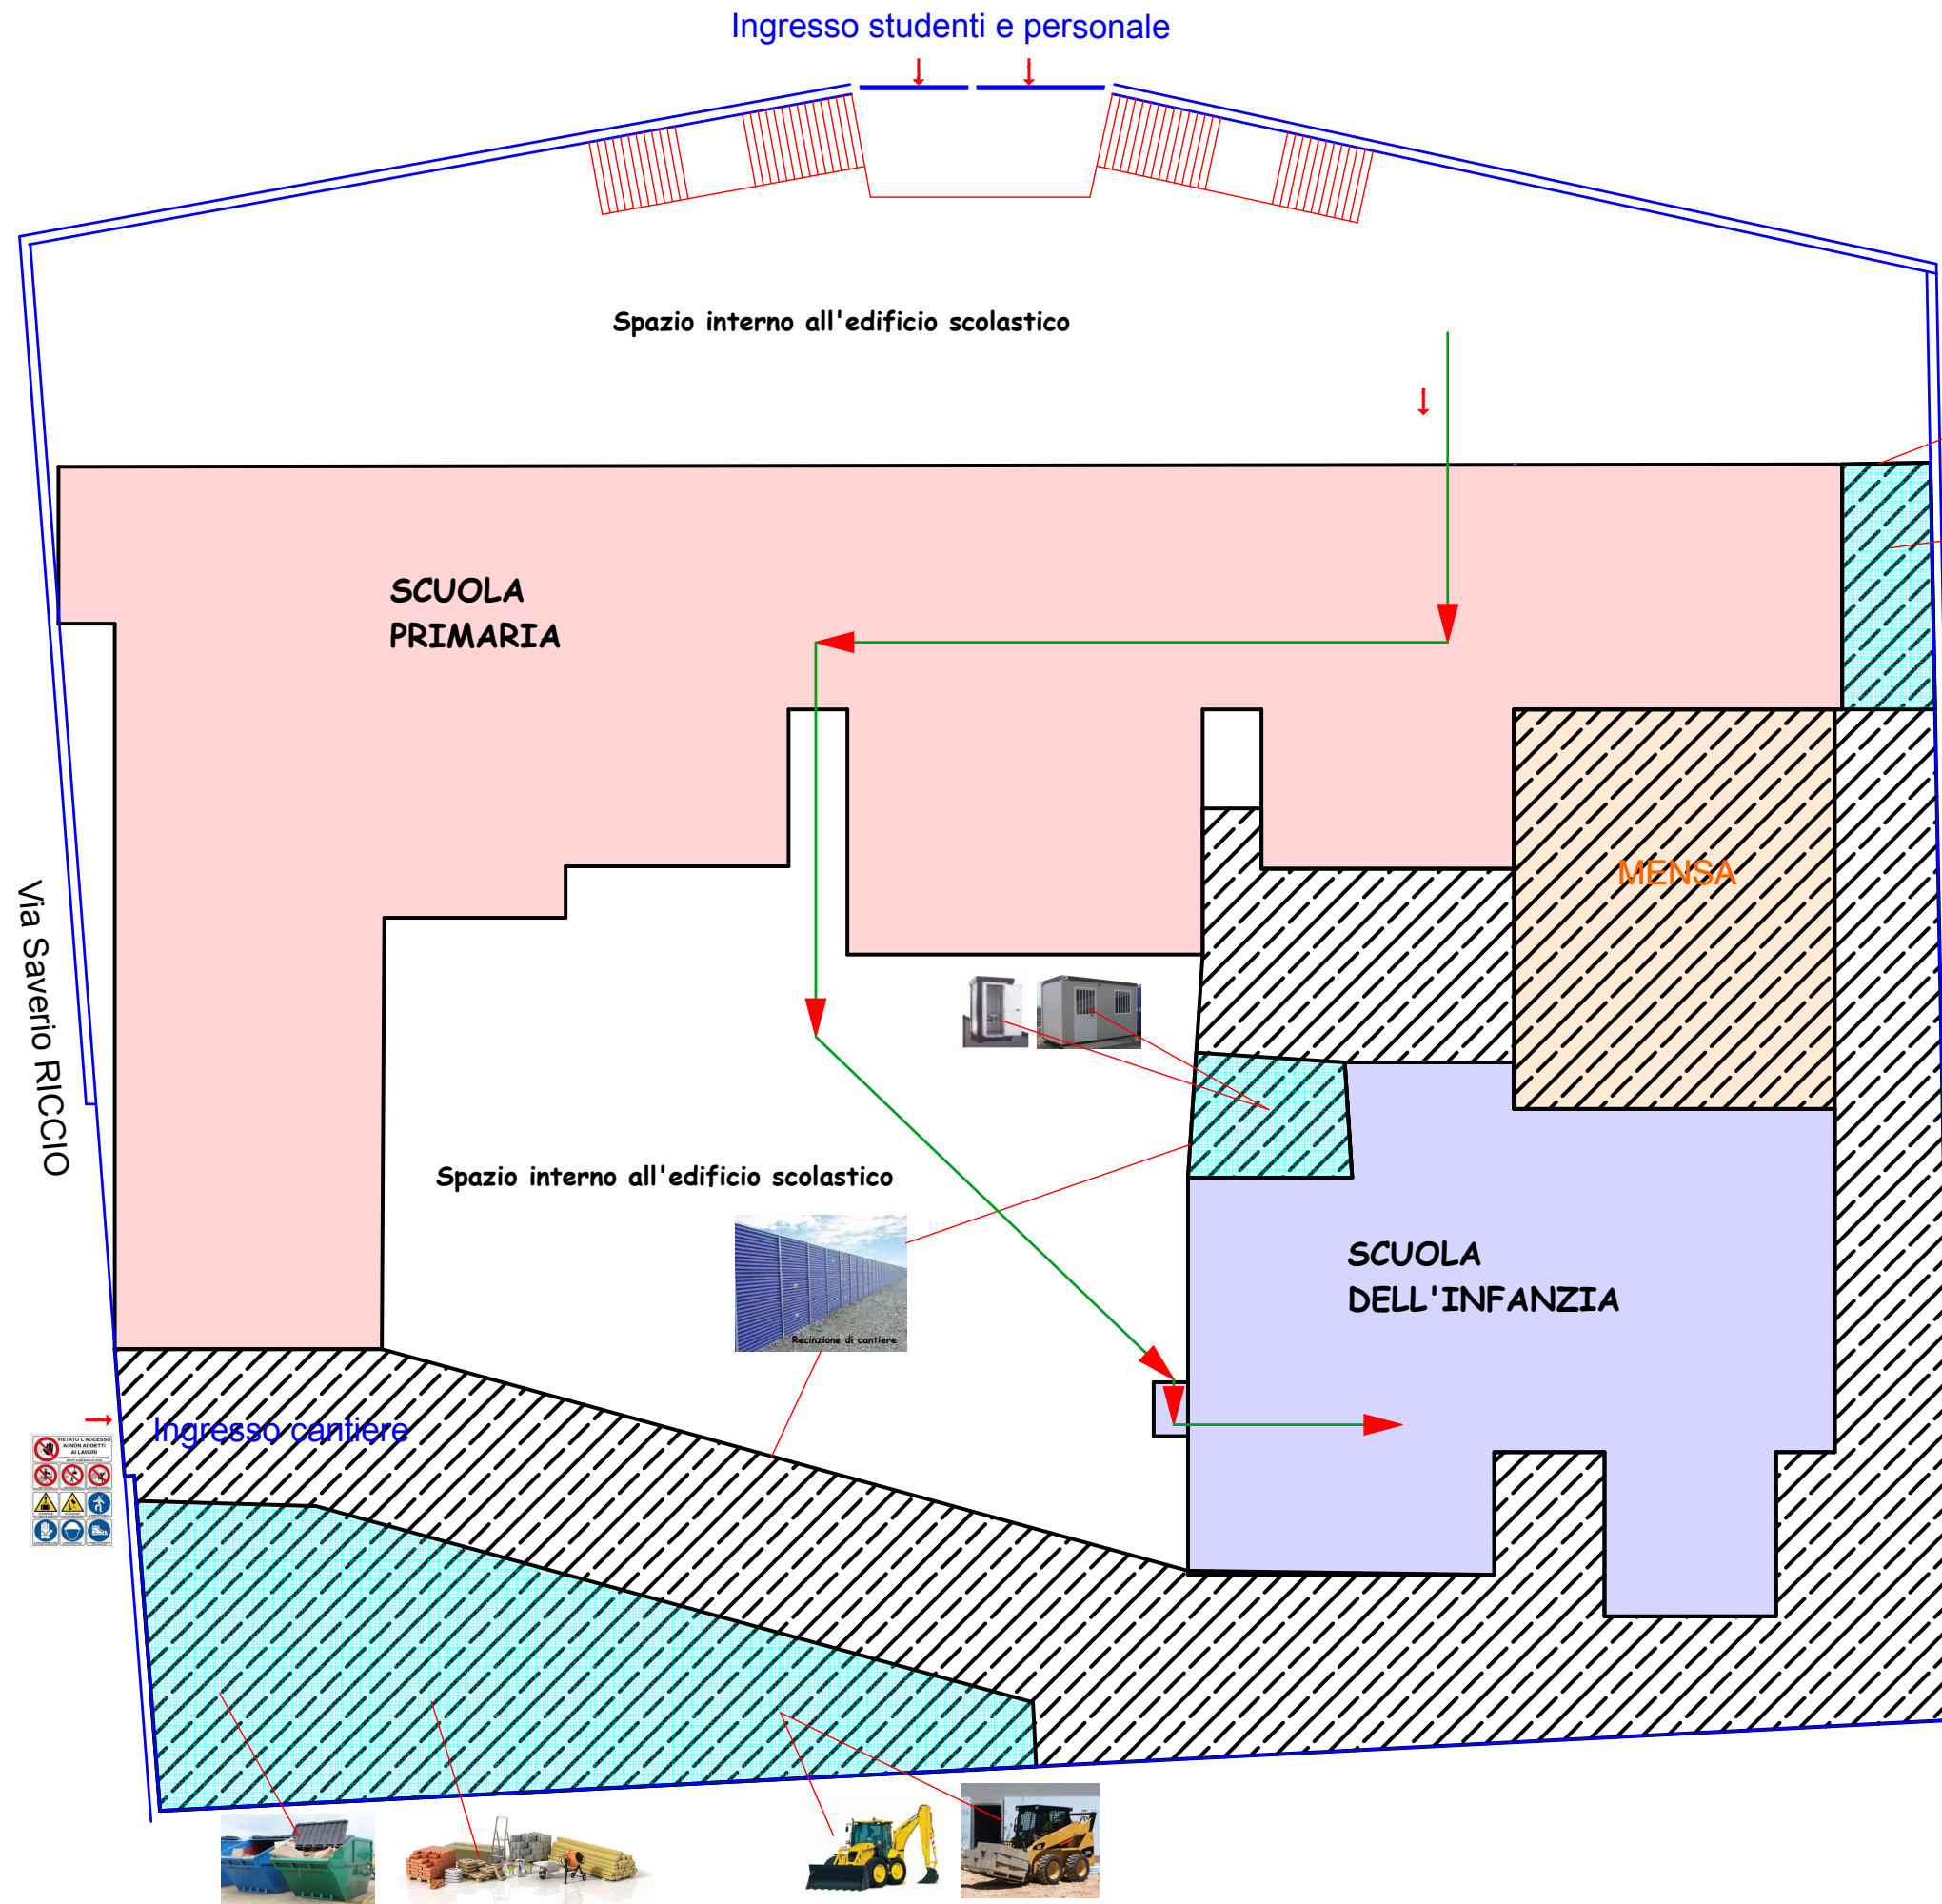 Ingresso studenti e personale
Spazio interno all'edificio scolastico
SCUOLA
PRIMARIA
MENSA
Via Saverio RICCIO
Spazio interno all'edificio scolastico
SCUOLA
DELL'INFANZIA
Recinzione di cantiere
Ingresso cantiere
VIETATO L'ACCESSO
AI NON ADDETTI
AI LAVORI